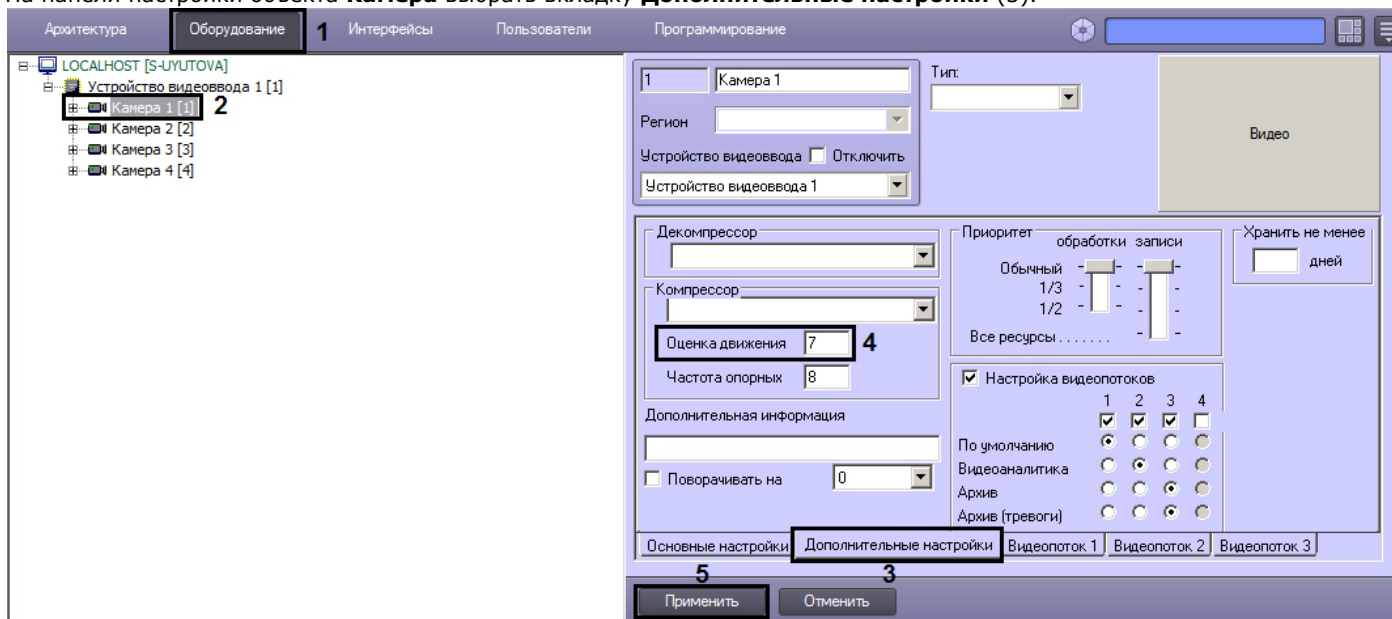 На панели настройки объекта Камера выбрать вкладку Дополнительные настройки (3).
Архитектура Оборудование 1 Интерфейсы Пользователи Программирование
LOCALHOST [S-UYUTOVA]
Устройство видеоввода 1 [1]
Камера 1 [1] 2
Камера 2 [2]
Камера 3 [3]
Камера 4 [4]
1 Камера 1
Тип:
Регион
Устройство видеоввода Отключить
Устройство видеоввода 1
Видео
Декомпрессор
Компрессор
Оценка движения 7 4
Частота опорных 8
Дополнительная информация
Поворачивать на 0
Приоритет
обработки записи
Обычный
1/3
1/2
Все ресурсы . . . . . . .
Хранить не менее
дней
Настройка видеопотоков
1 2 3 4
По умолчанию
Видеоаналитика
Архив
Архив (тревоги)
Основные настройки Дополнительные настройки Видеопоток 1 Видеопоток 2 Видеопоток 3
5 3
Применить Отменить